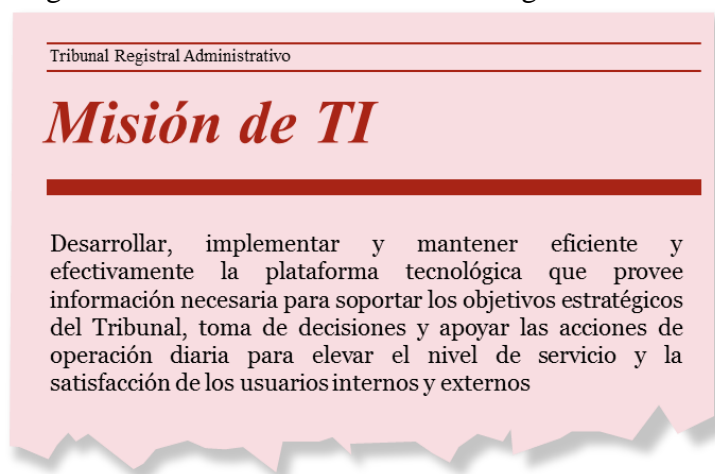 Tribunal Registral Administrativo
Misión de TI
Desarrollar, implementar y mantener eficiente y
efectivamente la plataforma tecnológica que provee
información necesaria para soportar los objetivos estratégicos
del Tribunal, toma de decisiones y apoyar las acciones de
operación diaria para elevar el nivel de servicio y la
satisfacción de los usuarios internos y externos